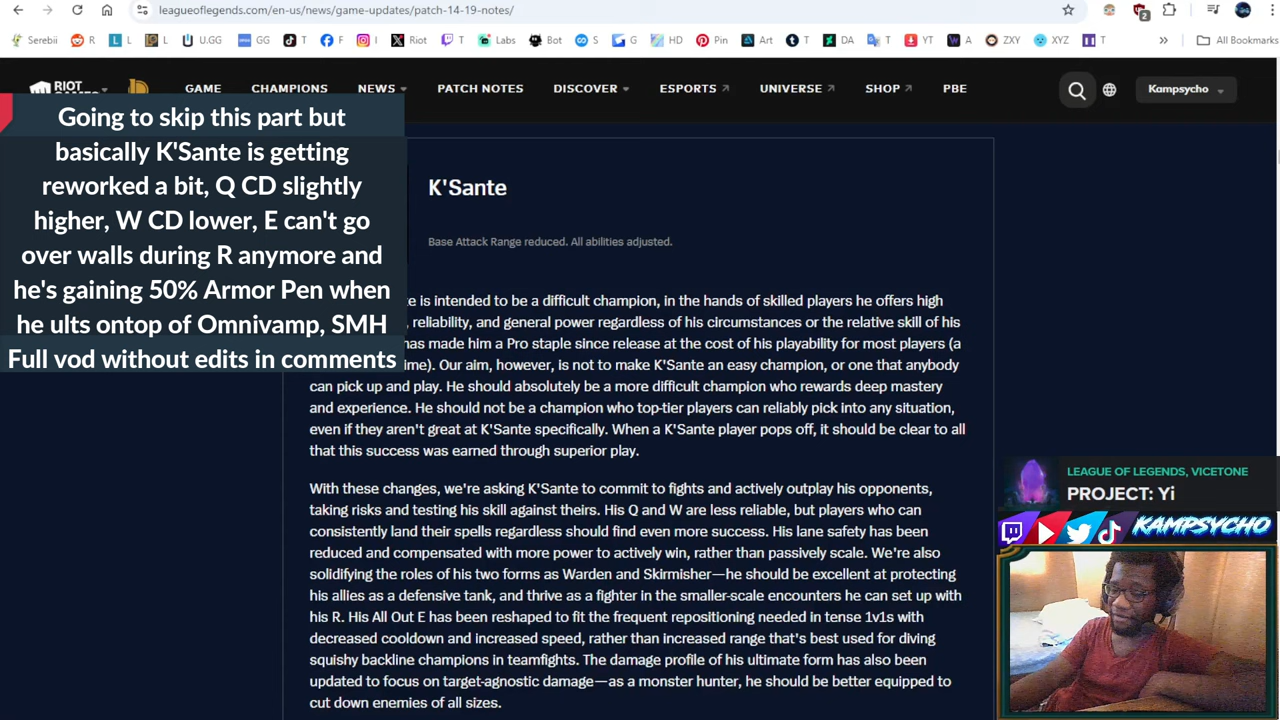 leagueoflegends.com/en-us/news/game-updates/patch-14-19-notes/
2
Serebii R L L U.GG GG T F I Riot T Labs Bot S G HD Pin Art T DA T YT A ZXY XYZ T » All Bookmarks
RIOT GAME CHAMPIONS NEWS PATCH NOTES DISCOVER ESPORTS UNIVERSE SHOP PBE Kampsycho
Going to skip this part but
basically K'Sante is getting
reworked a bit, Q CD slightly
higher, W CD lower, E can't go
over walls during R anymore and
he's gaining 50% Armor Pen when
he ults ontop of Omnivamp, SMH
Full vod without edits in comments
K'Sante
Base Attack Range reduced. All abilities adjusted.
te is intended to be a difficult champion, in the hands of skilled players he offers high
, reliability, and general power regardless of his circumstances or the relative skill of his
has made him a Pro staple since release at the cost of his playability for most players (a
ime). Our aim, however, is not to make K'Sante an easy champion, or one that anybody
can pick up and play. He should absolutely be a more difficult champion who rewards deep mastery
and experience. He should not be a champion who top-tier players can reliably pick into any situation,
even if they aren't great at K'Sante specifically. When a K'Sante player pops off, it should be clear to all
that this success was earned through superior play.
With these changes, we're asking K'Sante to commit to fights and actively outplay his opponents,
taking risks and testing his skill against theirs. His Q and W are less reliable, but players who can
consistently land their spells regardless should find even more success. His lane safety has been
reduced and compensated with more power to actively win, rather than passively scale. We're also
solidifying the roles of his two forms as Warden and Skirmisher—he should be excellent at protecting
his allies as a defensive tank, and thrive as a fighter in the smaller-scale encounters he can set up with
his R. His All Out E has been reshaped to fit the frequent repositioning needed in tense 1v1s with
decreased cooldown and increased speed, rather than increased range that's best used for diving
squishy backline champions in teamfights. The damage profile of his ultimate form has also been
updated to focus on target-agnostic damage—as a monster hunter, he should be better equipped to
cut down enemies of all sizes.
LEAGUE OF LEGENDS, VICETONE
PROJECT: Yi
KAMPSYCHO